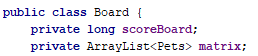 public class Board {
private long scoreBoard;
private ArrayList<Pets> matrix;